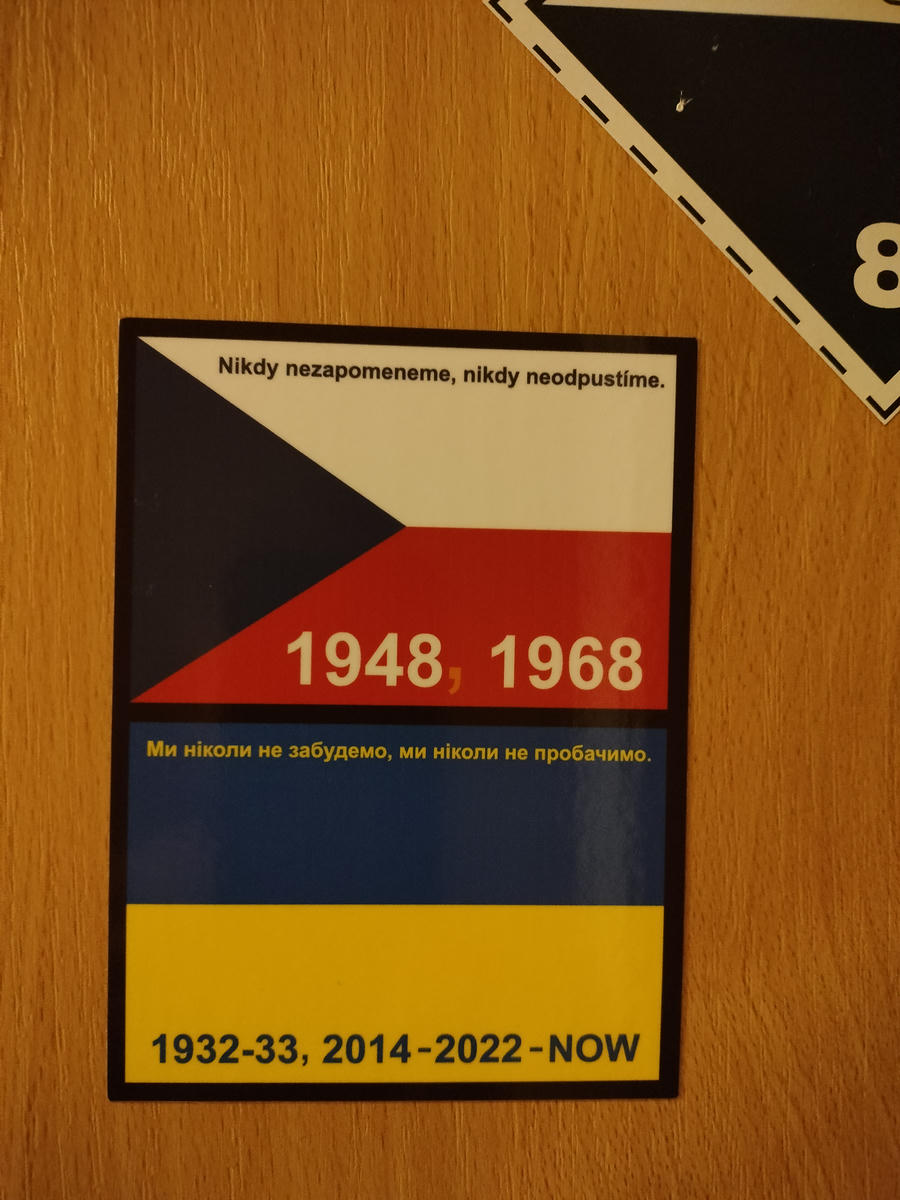 8
Nikdy nezapomeneme, nikdy neodpustíme.
1948, 1968
Ми ніколи не забудемо, ми ніколи не пробачимо.
1932-33, 2014-2022-NOW